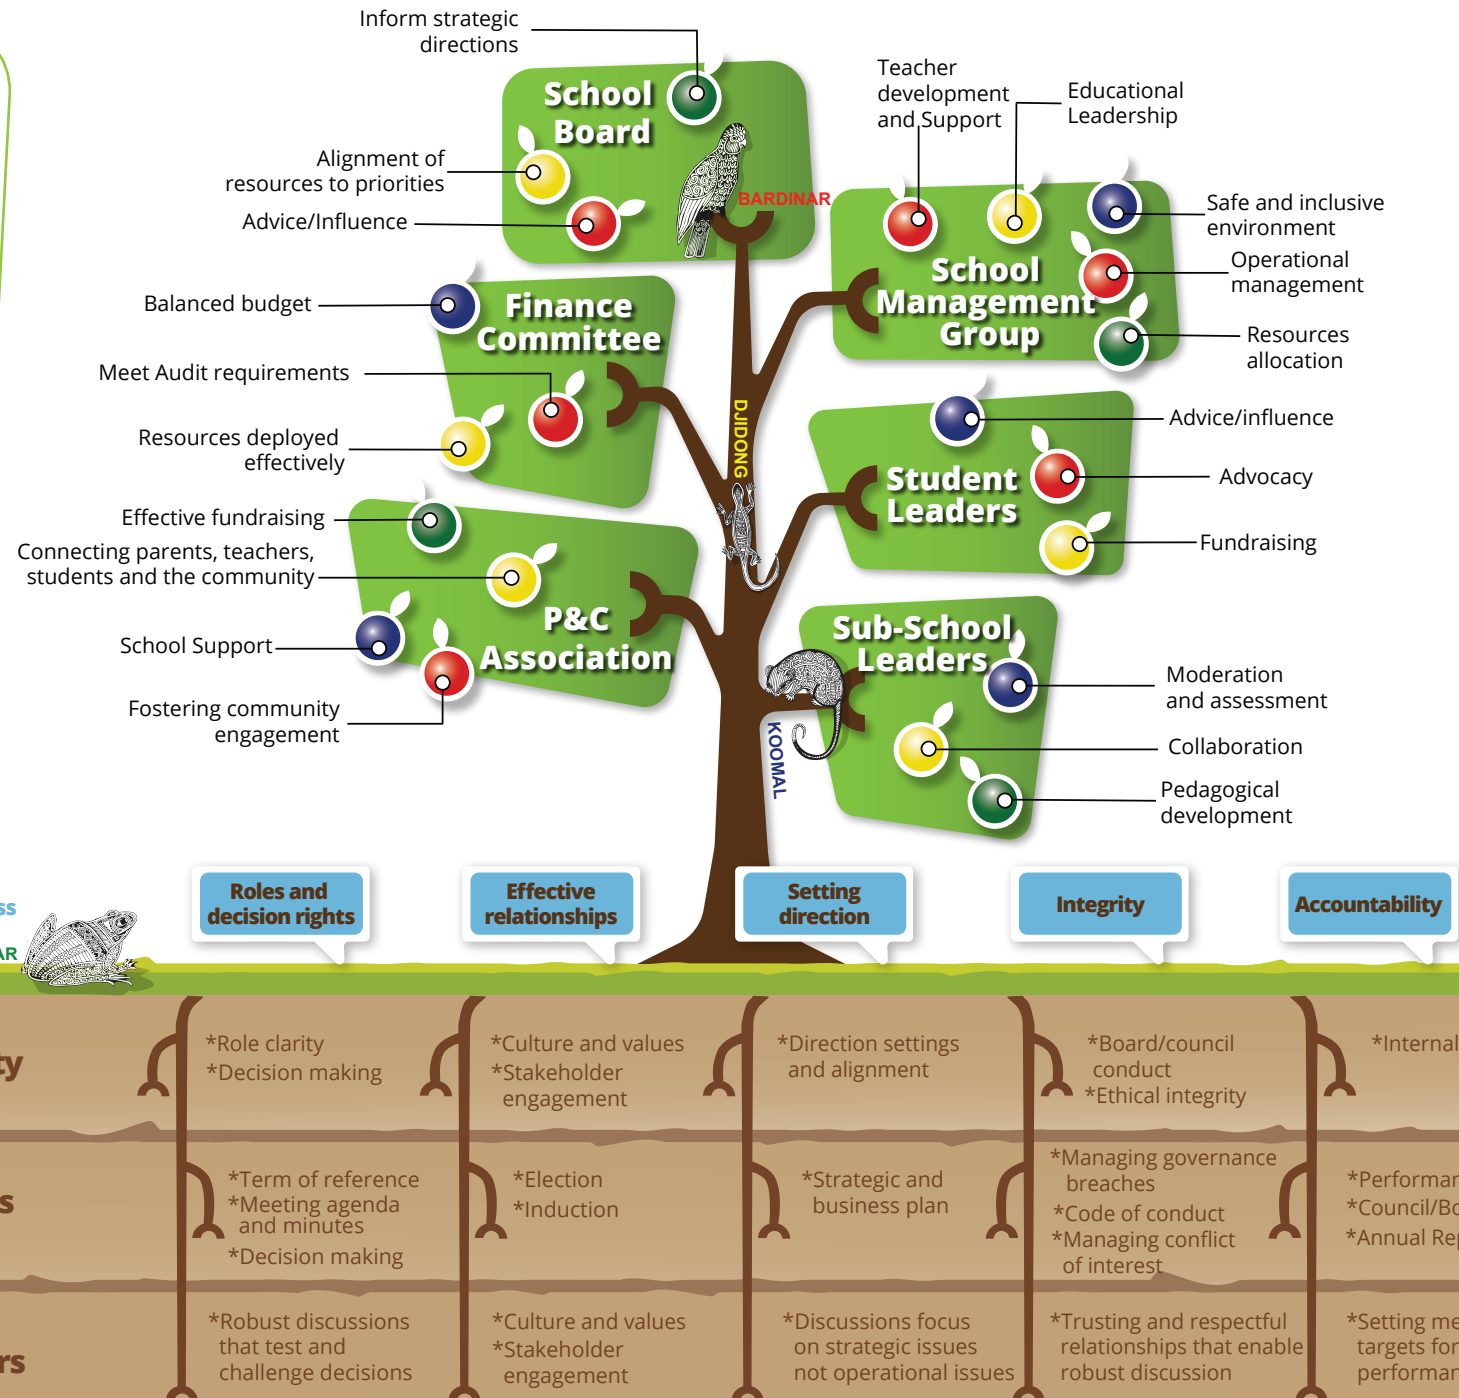 Inform strategic
directions
School
Board
Alignment of
resources to priorities
Advice/Influence
BARDINAR
Teacher
development
and Support
Educational
Leadership
Safe and inclusive
environment
Operational
management
Resources
allocation
School
Management
Group
Balanced budget
Finance
Committee
Meet Audit requirements
Resources deployed
effectively
DJIDONG
Advice/influence
Student
Leaders
Advocacy
Fundraising
Effective fundraising
Connecting parents, teachers,
students and the community
P&C
Association
School Support
Fostering community
engagement
Sub-School
Leaders
Moderation
and assessment
Collaboration
Pedagogical
development
KOOMAL
Roles and
decision rights
Effective
relationships
Setting
direction
Integrity
Accountability
*Role clarity
*Decision making
*Culture and values
*Stakeholder
engagement
*Direction settings
and alignment
*Board/council
conduct
*Ethical integrity
*Internal
*Term of reference
*Meeting agenda
and minutes
*Decision making
*Election
*Induction
*Strategic and
business plan
*Managing governance
breaches
*Code of conduct
*Managing conflict
of interest
*Annual
*Robust discussions
that test and
challenge decisions
*Culture and values
*Stakeholder
engagement
*Discussions focus
on strategic issues
not operational issues
*Trusting and respectful
relationships that enable
robust discussion
*Setting
targets for